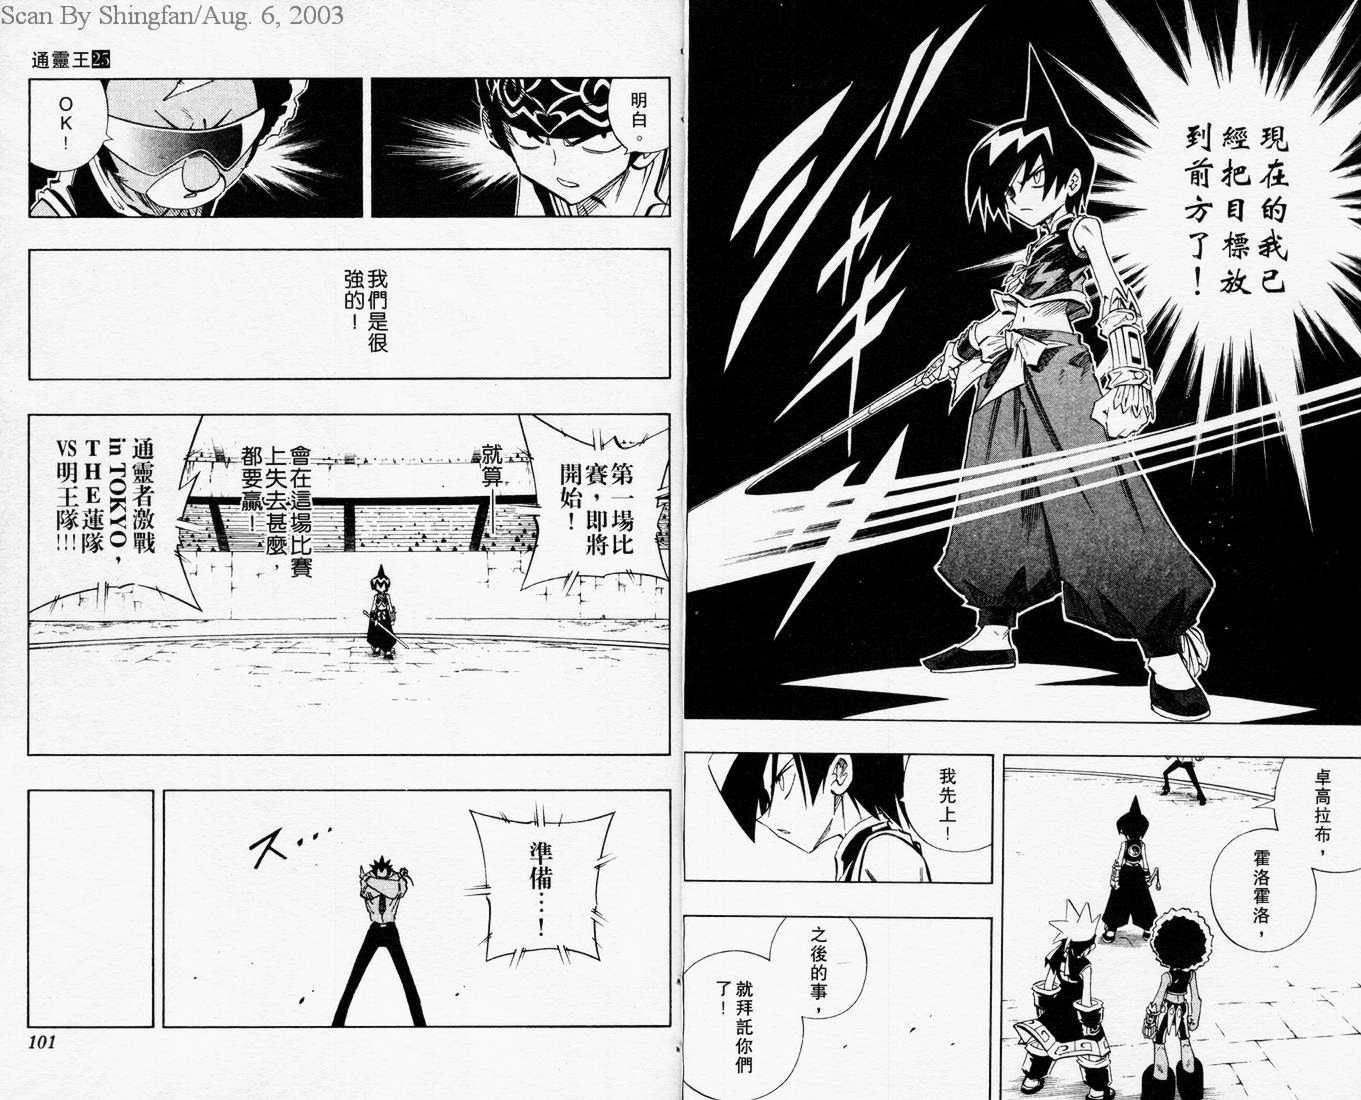 Scan By Shingfan/Aug. 6, 2003
現在的我已
經把目標放
到前方了！
卓高拉布，
霍洛霍洛，
我先上！
之後的事，
就拜託你們
了！
通靈王25
明白。
OK！
我們是很
強的！
第一場比
賽，即將
開始！
就算——
會在這場比賽
上失去甚麼，
都要贏！
通靈者激戰
in TOKYO，
THE蓮隊
VS明王隊!!!
準備…！
ス…
101